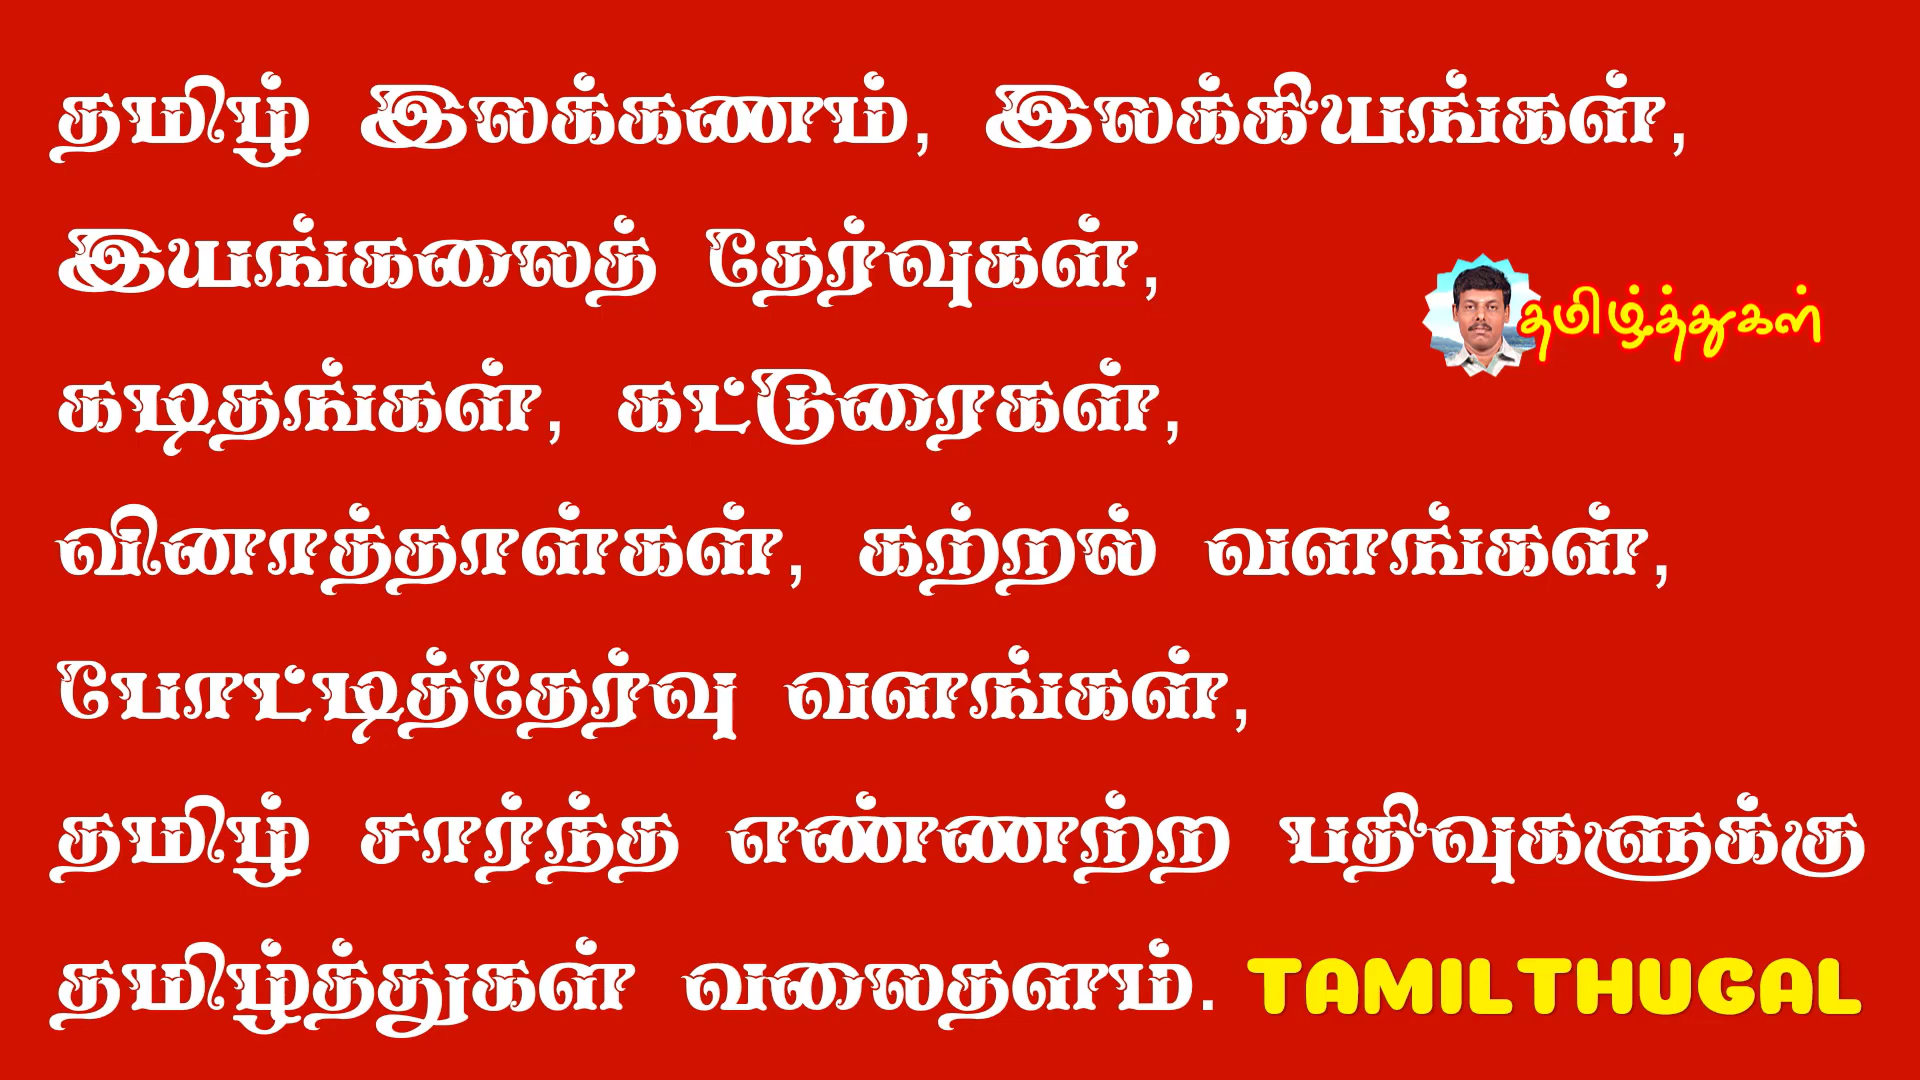 தமிழ் இலக்கணம், இலக்கியங்கள்,
இயங்கலைத் தேர்வுகள்,
தமிழ்த்துகள்
கடிதங்கள், கட்டுரைகள்,
வினாத்தாள்கள், கற்றல் வளங்கள்,
போட்டித்தேர்வு வளங்கள்,
தமிழ் சார்ந்த எண்ணற்ற பதிவுகளுக்கு
தமிழ்த்துகள் வலைதளம். TAMILTHUGAL